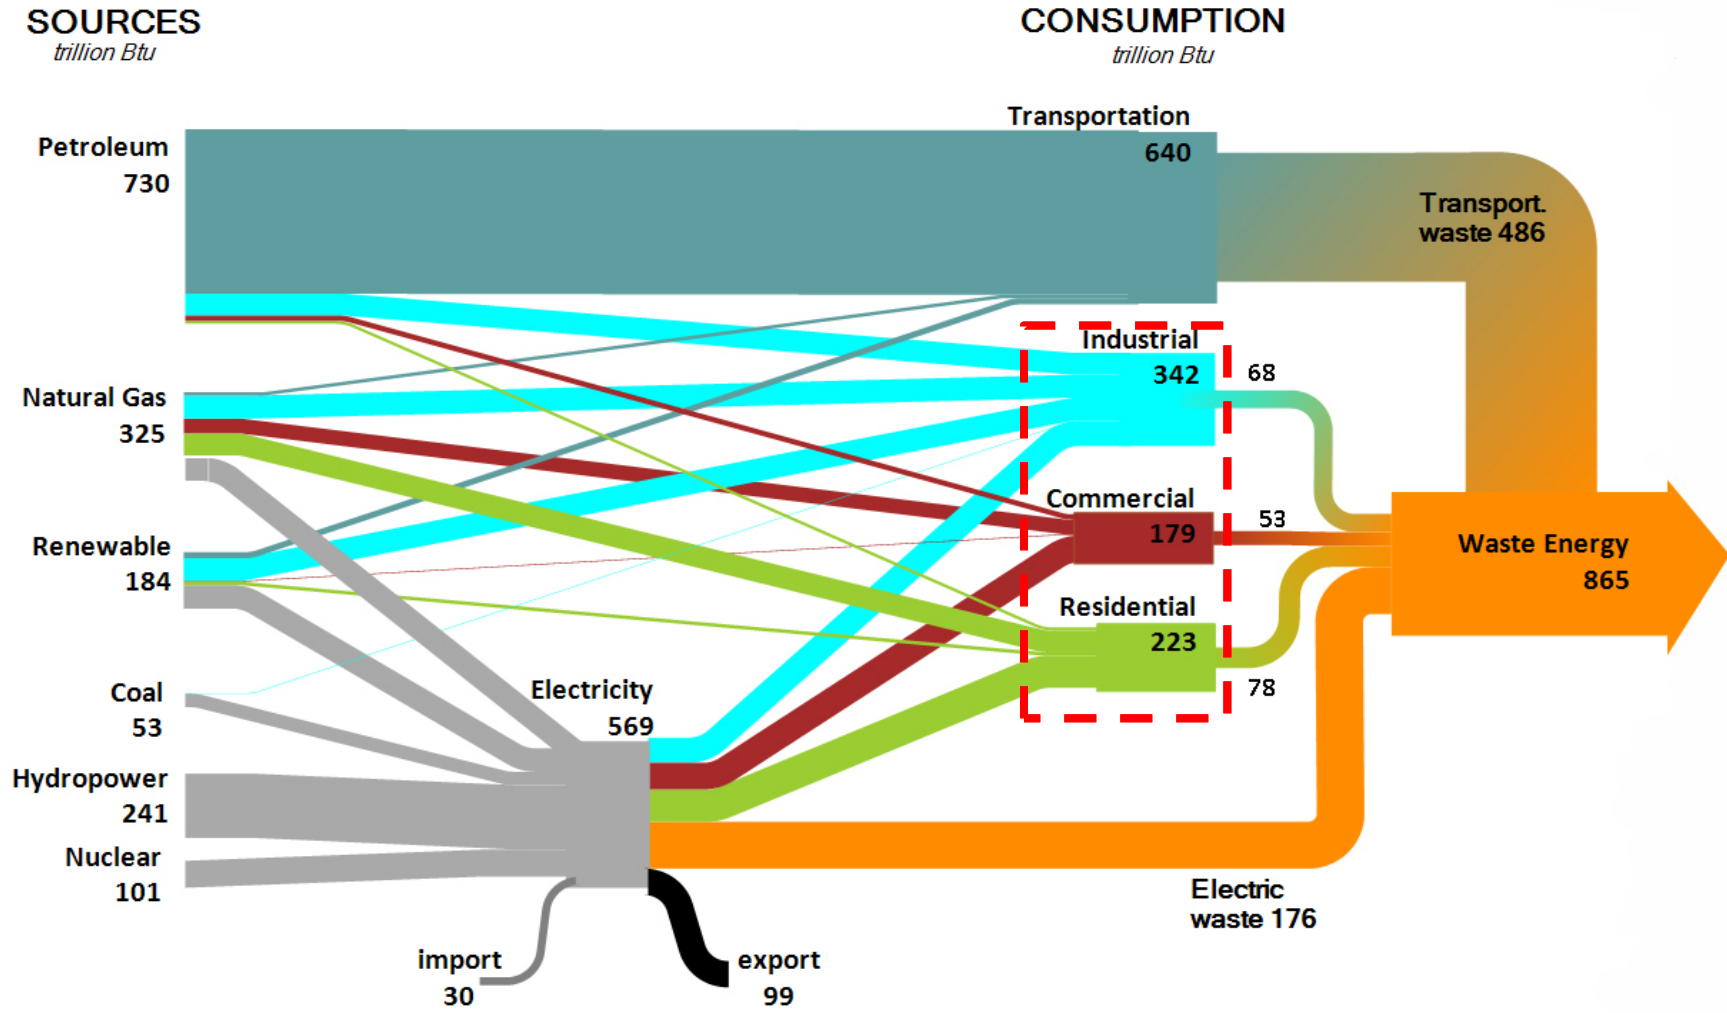 SOURCES
trillion Btu
CONSUMPTION
trillion Btu
Petroleum
730
Natural Gas
325
Renewable
184
Coal
53
Hydropower
241
Nuclear
101
Electricity
569
import
30
export
99
Transportation
640
Industrial
342
68
Commercial
179
53
Residential
223
78
Transport.
waste 486
Waste Energy
865
Electric
waste 176